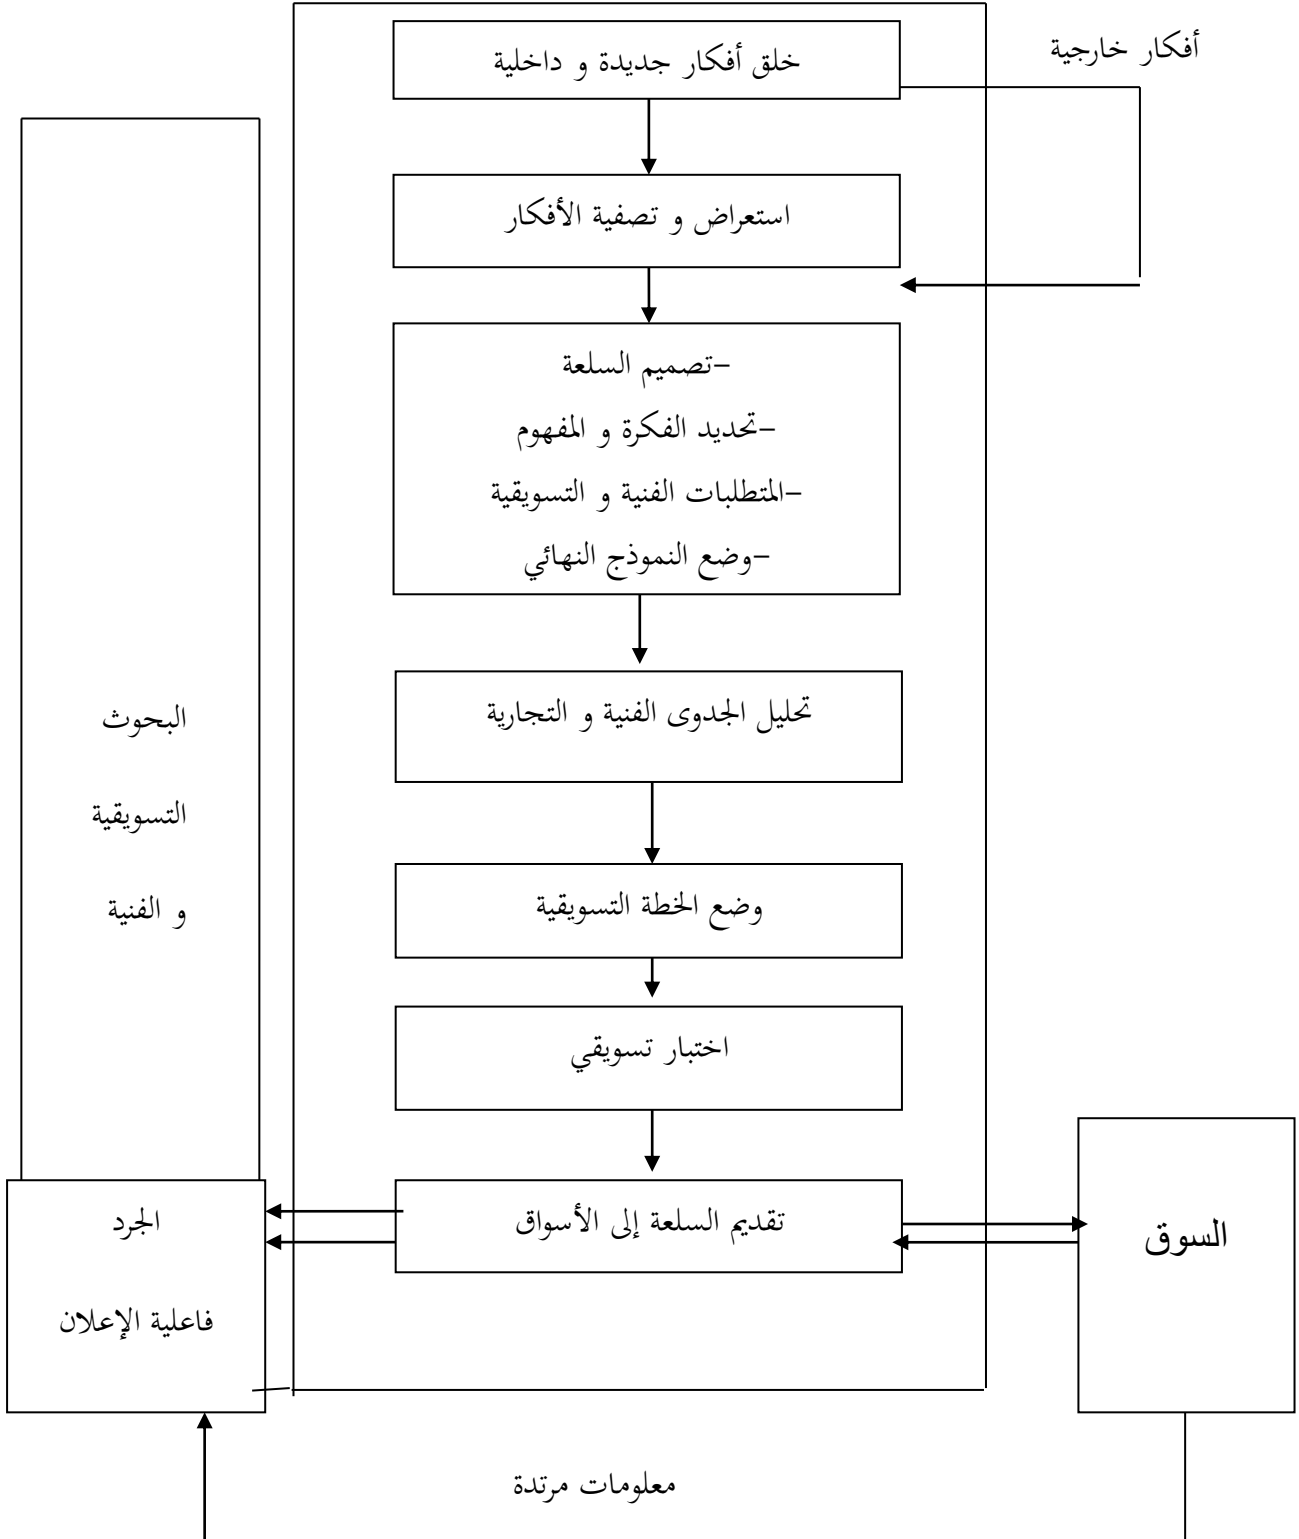 أفكار خارجية
خلق أفكار جديدة و داخلية
استعراض و تصفية الأفكار
–تصميم السلعة
–تحديد الفكرة و المفهوم
–المتطلبات الفنية و التسويقية
–وضع النموذج النهائي
تحليل الجدوى الفنية و التجارية
البحوث
التسويقية
و الفنية
وضع الخطة التسويقية
اختبار تسويقي
السوق
تقديم السلعة إلى الأسواق
الجرد
فاعلية الإعلان
معلومات مرتدة